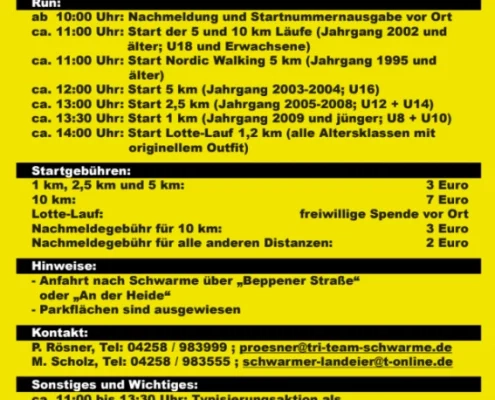 Run:
ab 10:00 Uhr: Nachmeldung und Startnummernausgabe vor Ort
ca. 11:00 Uhr: Start der 5 und 10 km Läufe (Jahrgang 2002 und
älter; U18 und Erwachsene)
ca. 11:00 Uhr: Start Nordic Walking 5 km (Jahrgang 1995 und
älter)
ca. 12:00 Uhr: Start 5 km (Jahrgang 2003-2004; U16)
ca. 13:00 Uhr: Start 2,5 km (Jahrgang 2005-2008; U12 + U14)
ca. 13:30 Uhr: Start 1 km (Jahrgang 2009 und jünger; U8 + U10)
ca. 14:00 Uhr: Start Lotte-Lauf 1,2 km (alle Altersklassen mit
originellem Outfit)
Startgebühren:
1 km, 2,5 km und 5 km: 3 Euro
10 km: 7 Euro
Lotte-Lauf: freiwillige Spende vor Ort
Nachmeldegebühr für 10 km: 3 Euro
Nachmeldegebühr für alle anderen Distanzen: 2 Euro
Hinweise:
- Anfahrt nach Schwarme über „Beppener Straße“
oder „An der Heide“
- Parkflächen sind ausgewiesen
Kontakt:
P. Rösner, Tel: 04258 / 983999 ; proesner@tri-team-schwarme.de
M. Scholz, Tel: 04258 / 983555 ; schwarmer-landeier@t-online.de
Sonstiges und Wichtiges:
ca. 11:00 bis 13:30 Uhr: Typisierungsaktion als